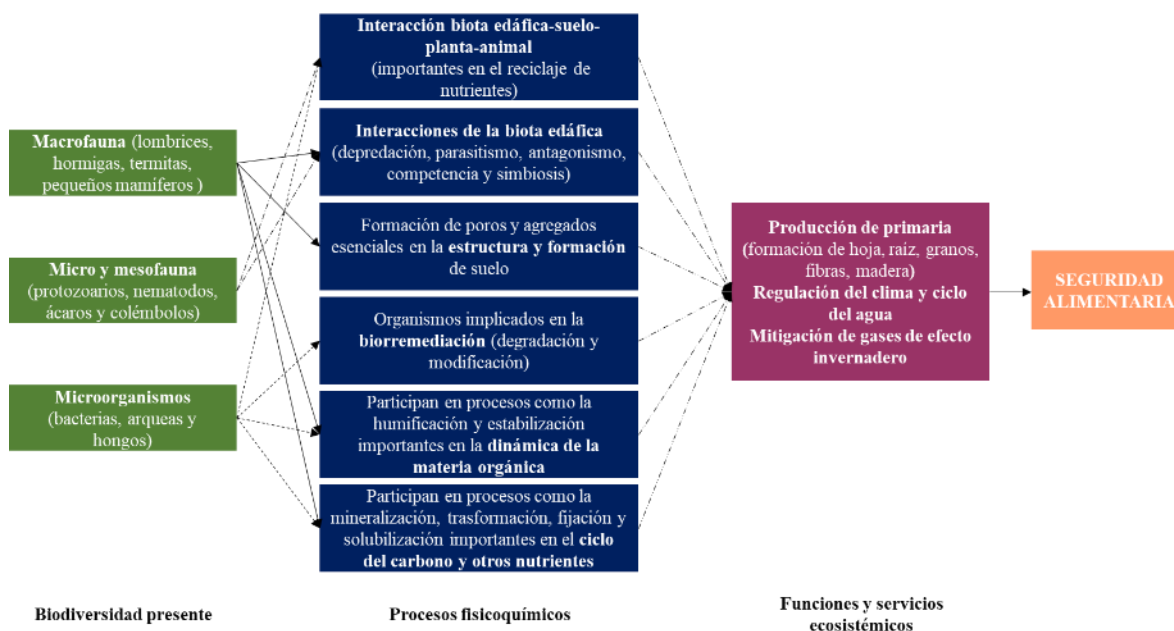 Macrofauna (lombrices,
hormigas, termitas,
pequeños mamíferos )
Micro y mesofauna
(protozoarios, nematodos,
ácaros y colémbolos)
Microorganismos
(bacterias, arqueas y
hongos)
Interacción biota edáfica-suelo-
planta-animal
(importantes en el reciclaje de
nutrientes)
Interacciones de la biota edáfica
(depredación, parasitismo, antagonismo,
competencia y simbiosis)
Formación de poros y agregados
esenciales en la estructura y formación
de suelo
Organismos implicados en la
biorremediación (degradación y
modificación)
Participan en procesos como la
humificación y estabilización
importantes en la dinámica de la
materia orgánica
Participan en procesos como la
mineralización, trasformación, fijación y
solubilización importantes en el ciclo
del carbono y otros nutrientes
Producción de primaria
(formación de hoja, raíz, granos,
fibras, madera)
Regulación del clima y ciclo
del agua
Mitigación de gases de efecto
invernadero
SEGURIDAD
ALIMENTARIA
Biodiversidad presente
Procesos fisicoquímicos
Funciones y servicios
ecosistémicos